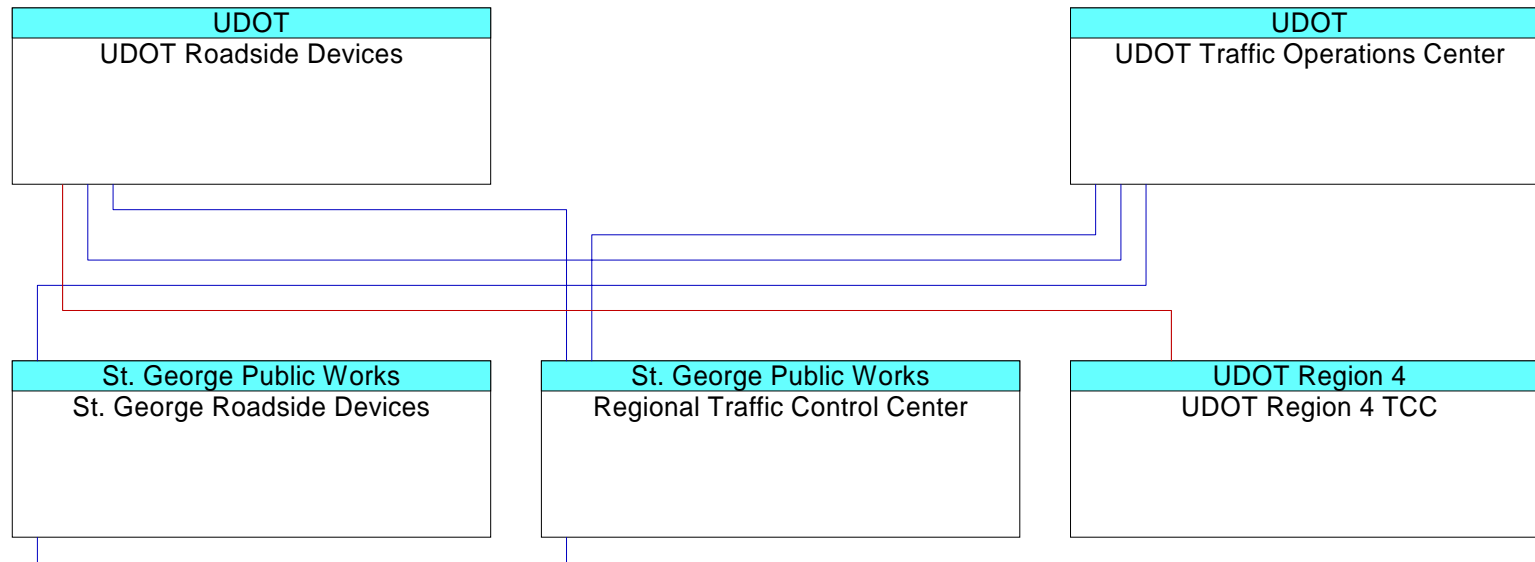 UDOT
UDOT Roadside Devices
UDOT
UDOT Traffic Operations Center
St. George Public Works
St. George Roadside Devices
St. George Public Works
Regional Traffic Control Center
UDOT Region 4
UDOT Region 4 TCC